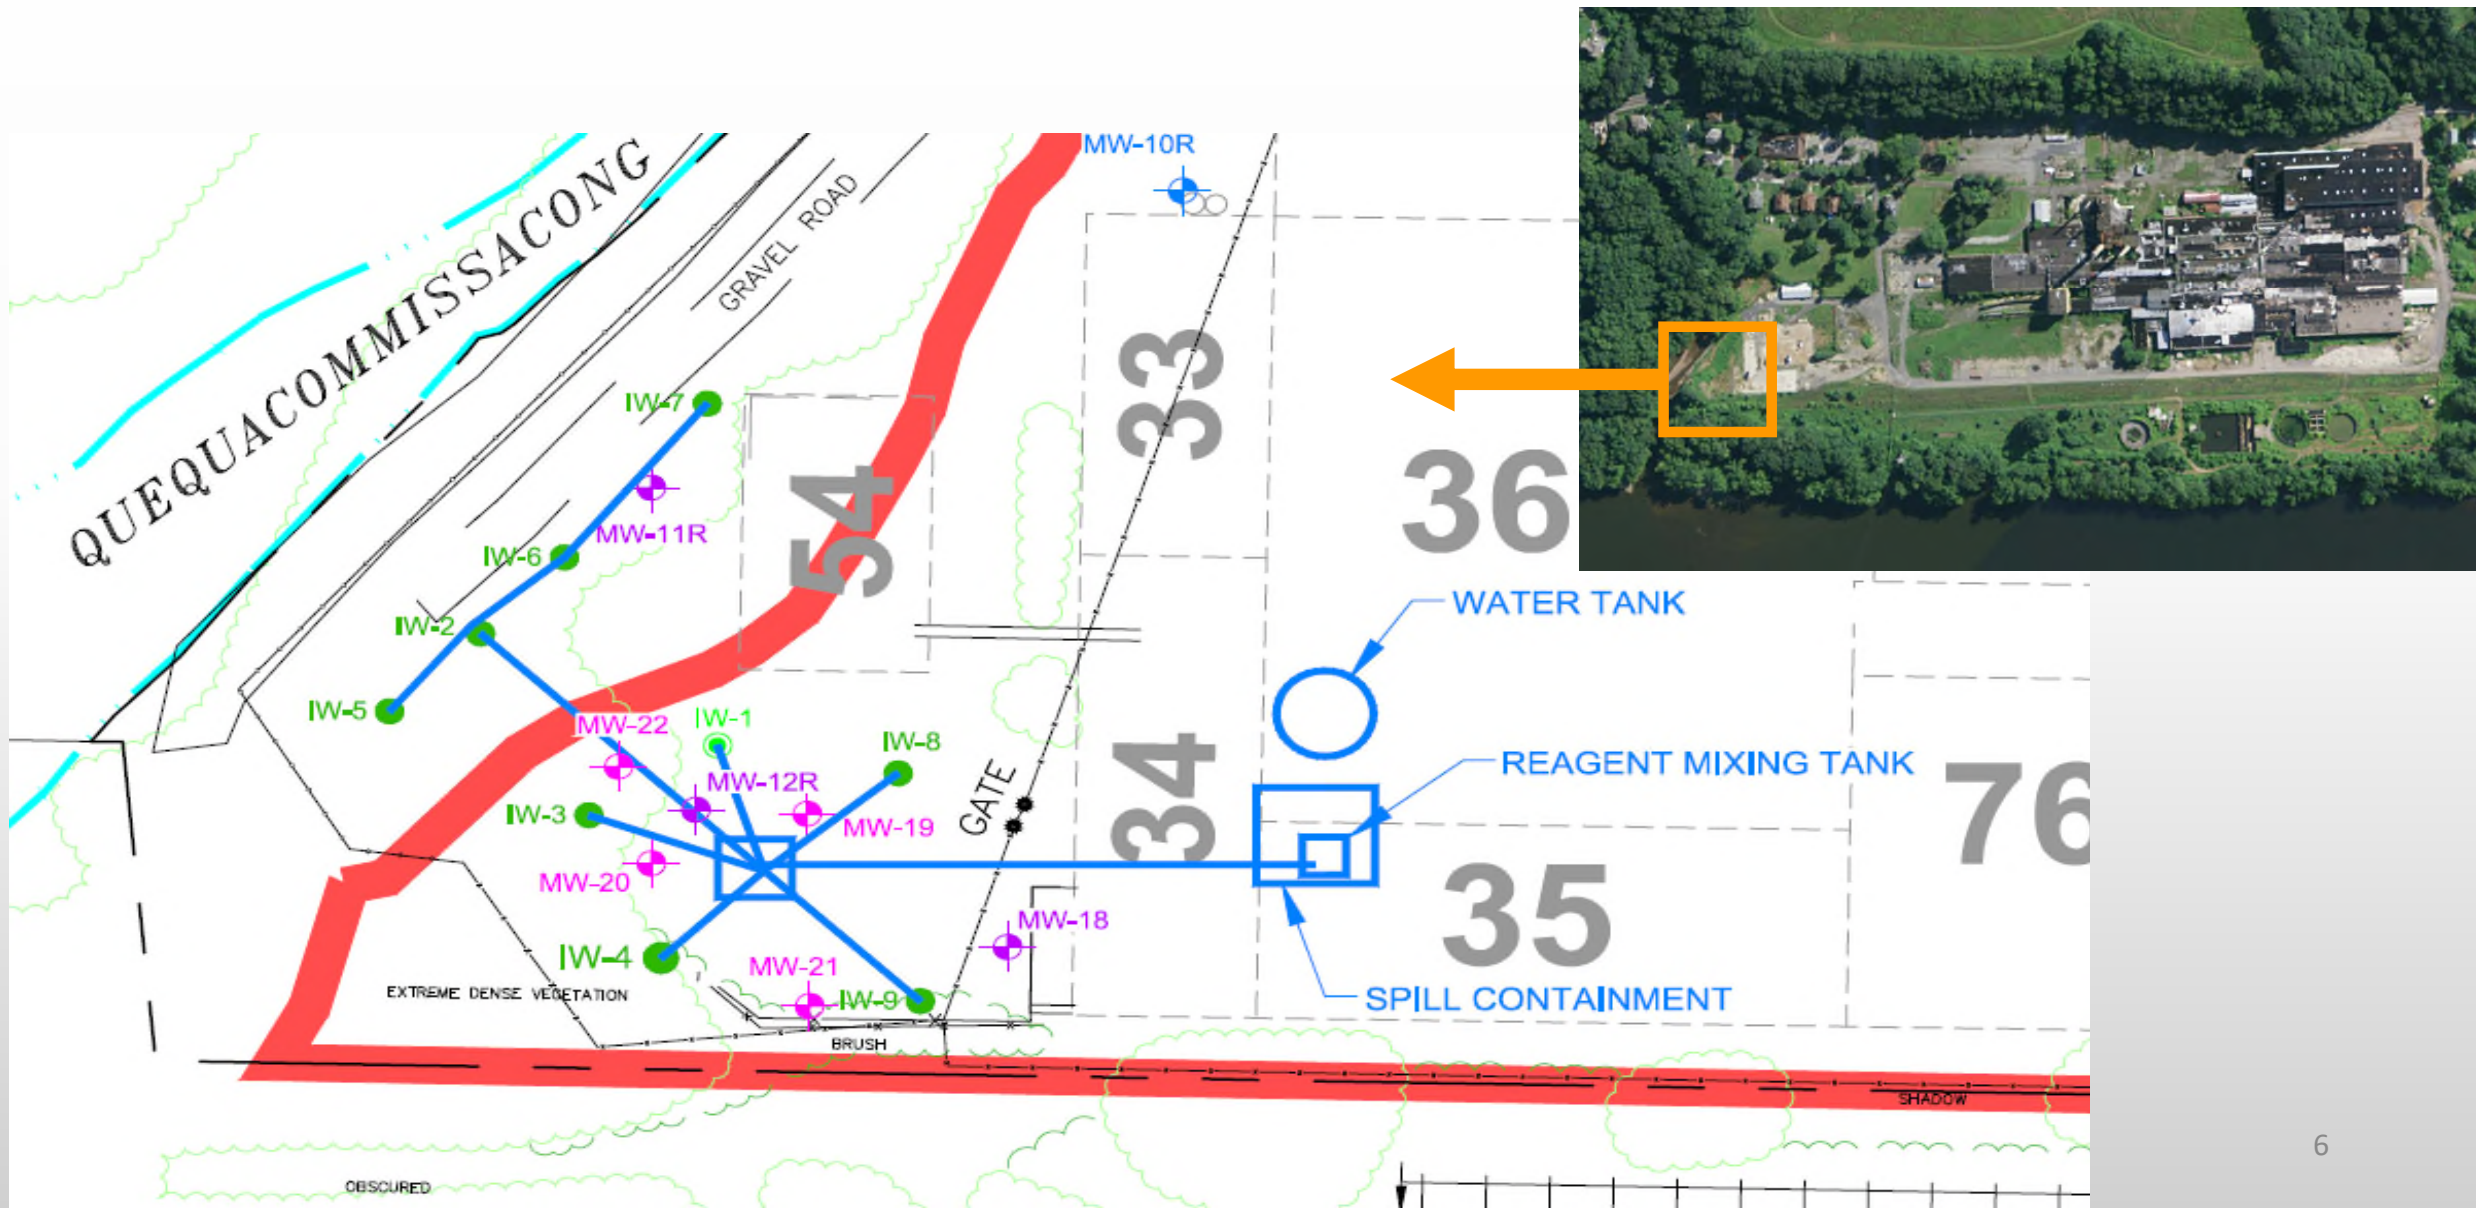 MW-10R
QUEQUACOMMISSACONG
GRAVEL ROAD
33
IW-7
54
36
MW-11R
IW-6
WATER TANK
IW-2
IW-5
MW-22
IW-1
IW-8
GATE
34
REAGENT MIXING TANK
76
MW-12R
IW-3
MW-19
MW-20
35
MW-18
IW-4
MW-21
EXTREME DENSE VEGETATION
IW-9
SPILL CONTAINMENT
BRUSH
SHADOW
OBSCURED
6